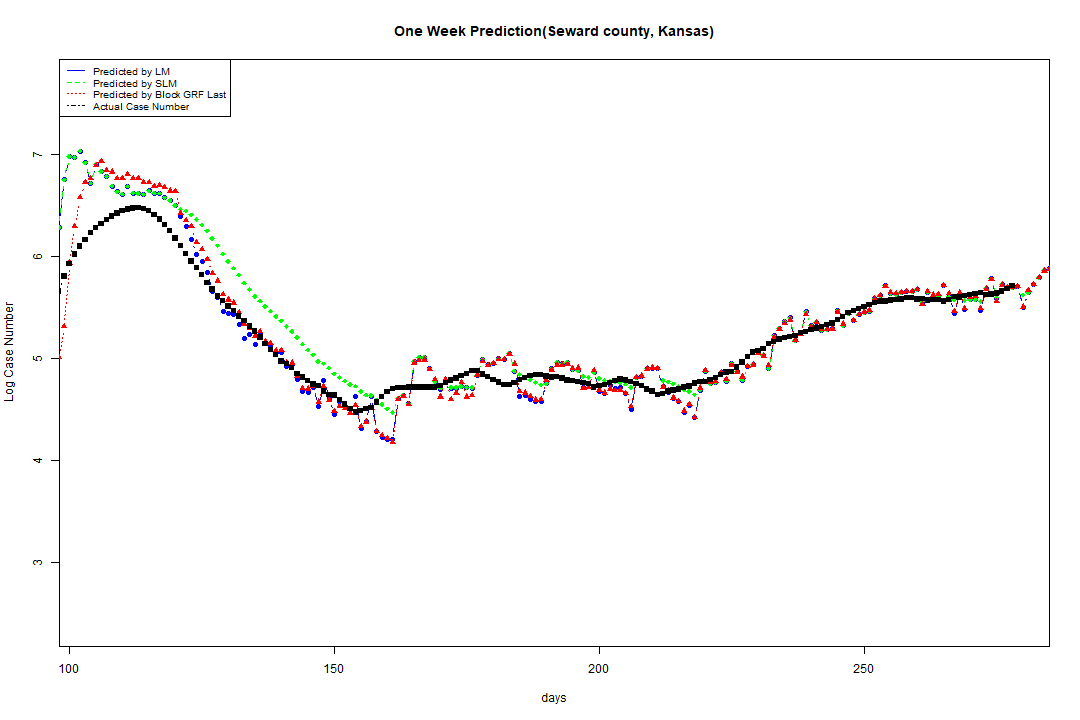 One Week Prediction(Seward county, Kansas)
Predicted by LM
Predicted by SLM
Predicted by Block GRF Last
Actual Case Number
Log Case Number
7
6
5
4
3
100 150 200 250
days